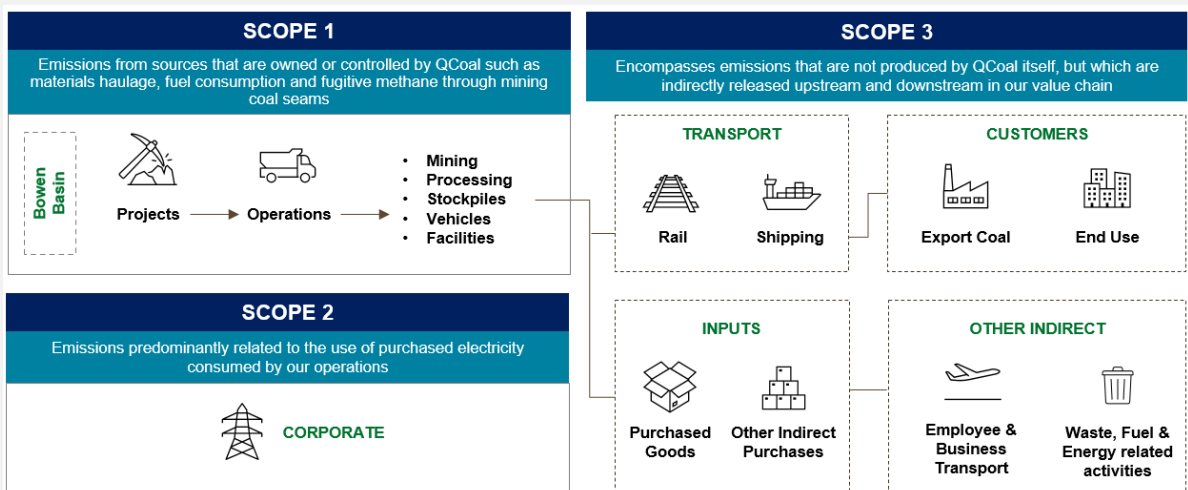 SCOPE 1
Emissions from sources that are owned or controlled by QCoal such as
materials haulage, fuel consumption and fugitive methane through mining
coal seams
Bowen
Basin
Projects
Operations
• Mining
• Processing
• Stockpiles
• Vehicles
• Facilities
SCOPE 2
Emissions predominantly related to the use of purchased electricity
consumed by our operations
CORPORATE
SCOPE 3
Encompasses emissions that are not produced by QCoal itself, but which are
indirectly released upstream and downstream in our value chain
TRANSPORT
Rail
Shipping
CUSTOMERS
Export Coal
End Use
INPUTS
Purchased
Goods
Other Indirect
Purchases
OTHER INDIRECT
Employee &
Business
Transport
Waste, Fuel &
Energy related
activities